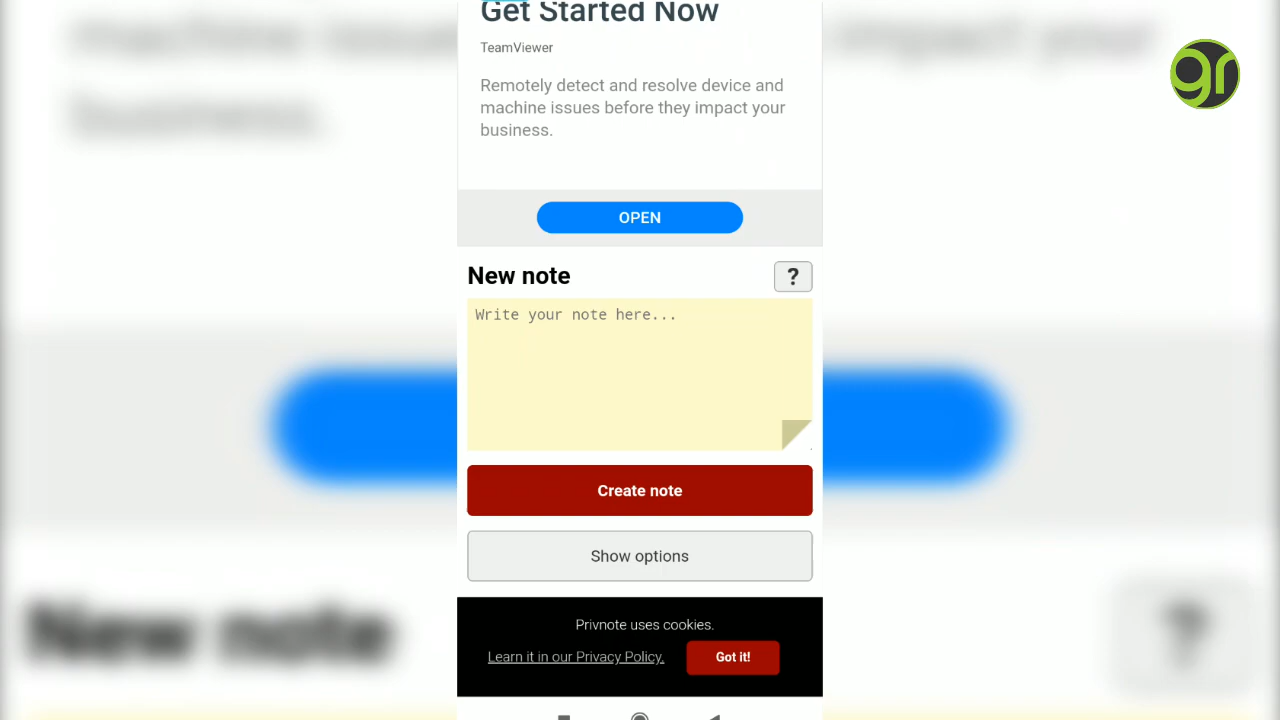 Get Started Now
TeamViewer
Remotely detect and resolve device and
machine issues before they impact your
business.
OPEN
New note
?
Write your note here...
Create note
Show options
Privnote uses cookies.
Learn it in our Privacy Policy.
Got it!
gr